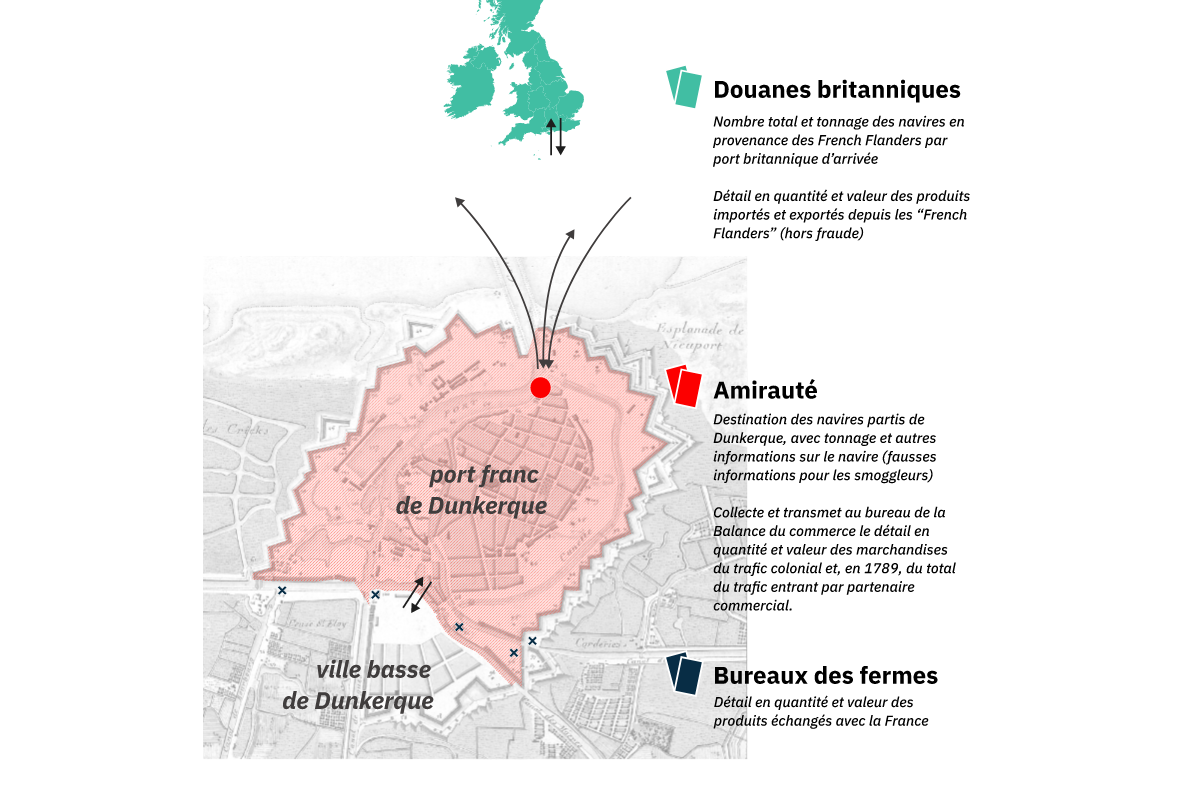 Douanes britanniques
Nombre total et tonnage des navires en
provenance des French Flanders par
port britannique d’arrivée
Détail en quantité et valeur des produits
importés et exportés depuis les “French
Flanders” (hors fraude)
Esplanade de
Nieuport
Amirauté
Destination des navires partis de
Dunkerque, avec tonnage et autres
informations sur le navire (fausses
informations pour les smoggleurs)
PORT
port franc
de Dunkerque
Collecte et transmet au bureau de la
Balance du commerce le détail en
quantité et valeur des marchandises
du trafic colonial et, en 1789, du total
du trafic entrant par partenaire
commercial.
ville basse
de Dunkerque
Bureaux des fermes
Détail en quantité et valeur des
produits échangés avec la France